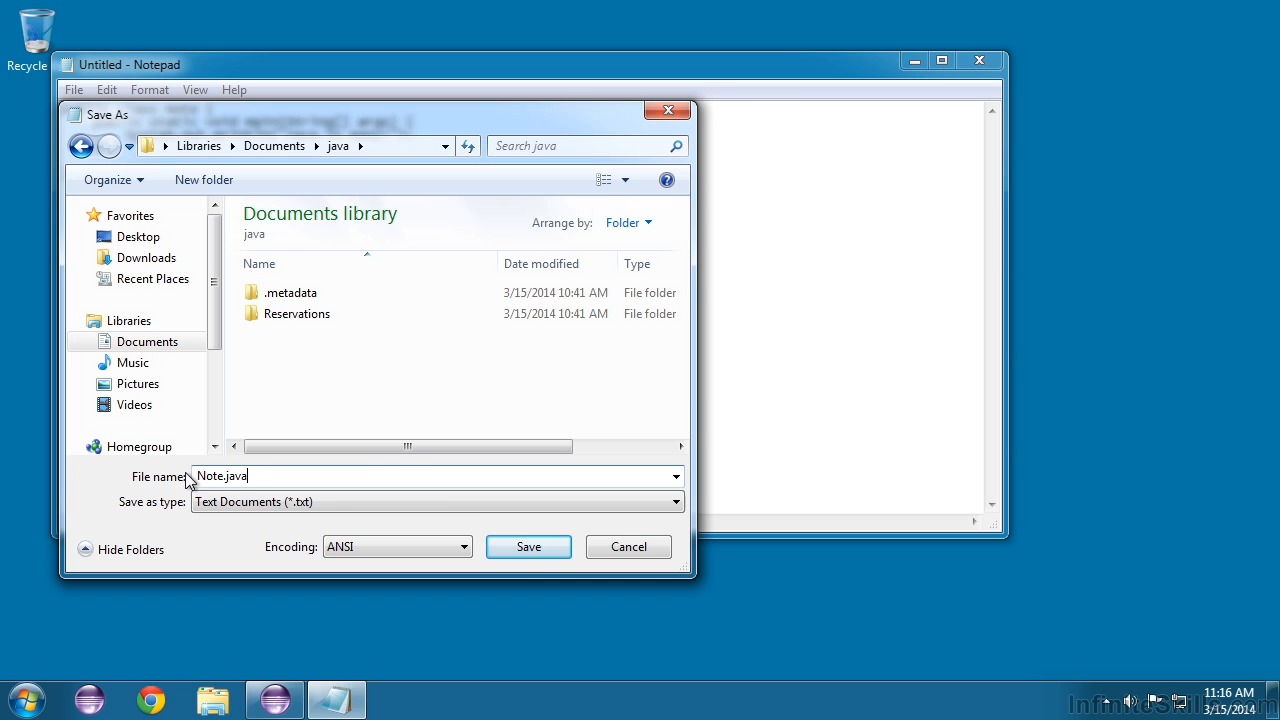 Recycle
Untitled - Notepad
File Edit Format View Help
Save As
Libraries Documents java
Search java
Organize New folder
Favorites
Desktop
Downloads
Recent Places
Libraries
Documents
Music
Pictures
Videos
Homegroup
Documents library
java
Arrange by: Folder
Name Date modified Type
.metadata 3/15/2014 10:41 AM File folder
Reservations 3/15/2014 10:41 AM File folder
File name: Note.java
Save as type: Text Documents (*.txt)
Hide Folders
Encoding: ANSI
Save
Cancel
11:16 AM
3/15/2014
InfiniteSkills.com